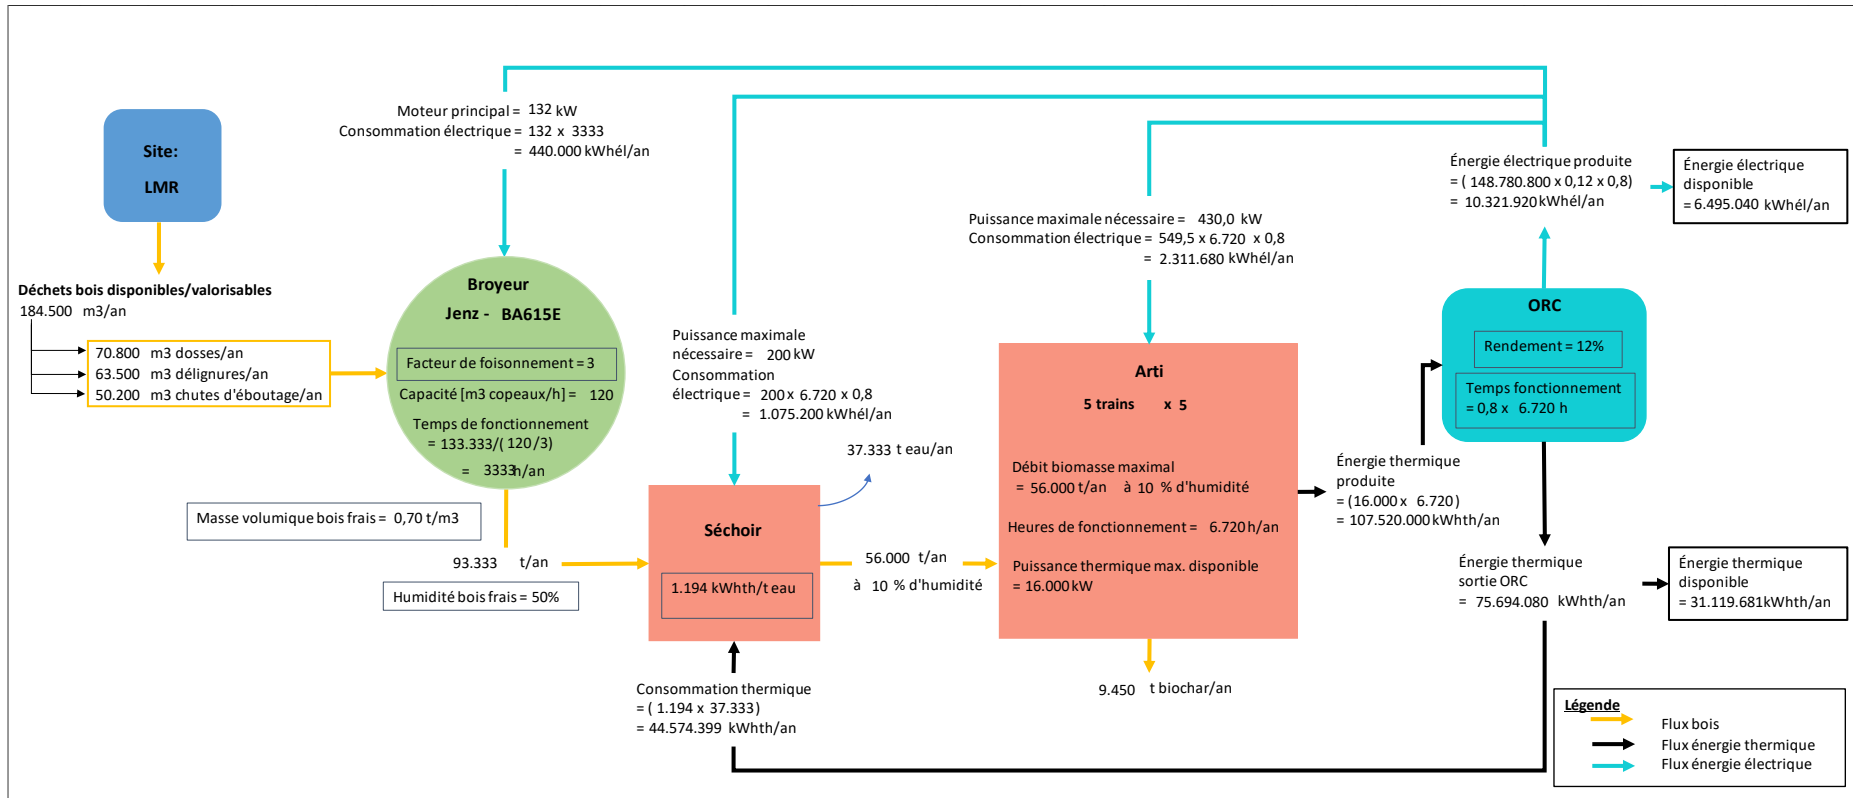 Site:
LMR
Déchets bois disponibles/valorisables
184.500 m3/an
70.800 m3 dosses/an
63.500 m3 délignures/an
50.200 m3 chutes d'éboutage/an
Moteur principal = 132 kW
Consommation électrique = 132 x 3333
= 440.000 kWhél/an
Broyeur
Jenz - BA615E
Facteur de foisonnement = 3
Capacité [m3 copeaux/h] = 120
Temps de fonctionnement
= 133.333/( 120 /3)
= 3333 h/an
Masse volumique bois frais = 0,70 t/m3
93.333 t/an
Humidité bois frais = 50%
Puissance maximale
nécessaire = 200 kW
Consommation
électrique = 200 x 6.720 x 0,8
= 1.075.200 kWhél/an
37.333 t eau/an
Séchoir
1.194 kWhth/t eau
56.000 t/an
à 10 % d'humidité
Consommation thermique
= ( 1.194 x 37.333)
= 44.574.399 kWhth/an
Puissance maximale nécessaire = 430,0 kW
Consommation électrique = 549,5 x 6.720 x 0,8
= 2.311.680 kWhél/an
Arti
5 trains x 5
Débit biomasse maximal
= 56.000 t/an à 10 % d'humidité
Heures de fonctionnement = 6.720 h/an
Puissance thermique max. disponible
= 16.000 kW
9.450 t biochar/an
Énergie thermique
produite
= (16.000 x 6.720)
= 107.520.000 kWhth/an
Énergie électrique produite
= ( 148.780.800 x 0,12 x 0,8)
= 10.321.920 kWhél/an
Énergie électrique
disponible
= 6.495.040 kWhél/an
ORC
Rendement = 12%
Temps fonctionnement
= 0,8 x 6.720 h
Énergie thermique
sortie ORC
= 75.694.080 kWhth/an
Énergie thermique
disponible
= 31.119.681 kWhth/an
Légende
Flux bois
Flux énergie thermique
Flux énergie électrique